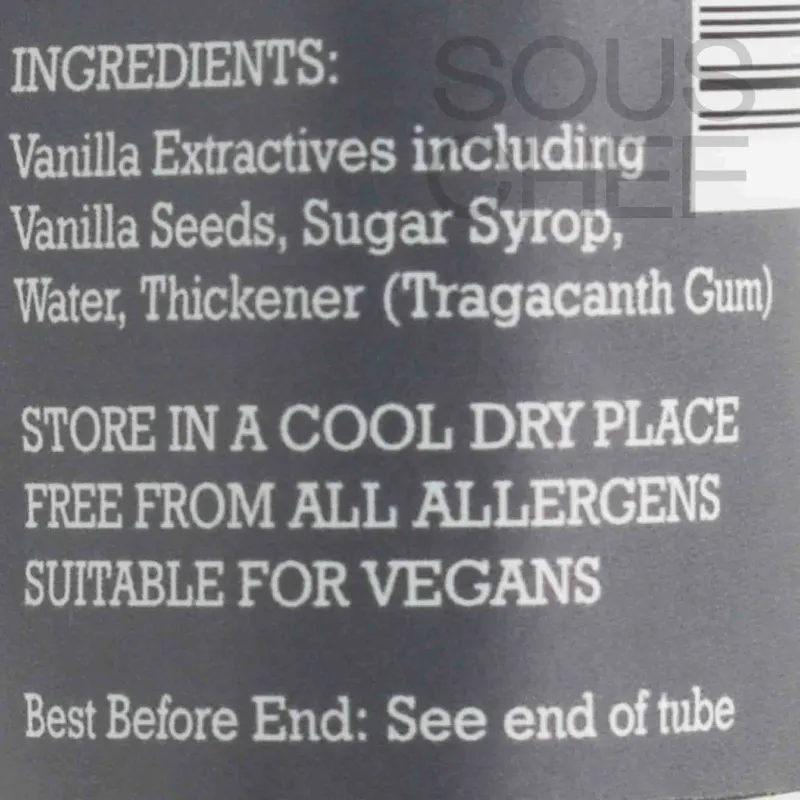 INGREDIENTS:
Vanilla Extractives including
Vanilla Seeds, Sugar Syrop,
Water, Thickener (Tragacanth Gum)
STORE IN A COOL DRY PLACE
FREE FROM ALL ALLERGENS
SUITABLE FOR VEGANS
Best Before End: See end of tube
SOUS
CHEF